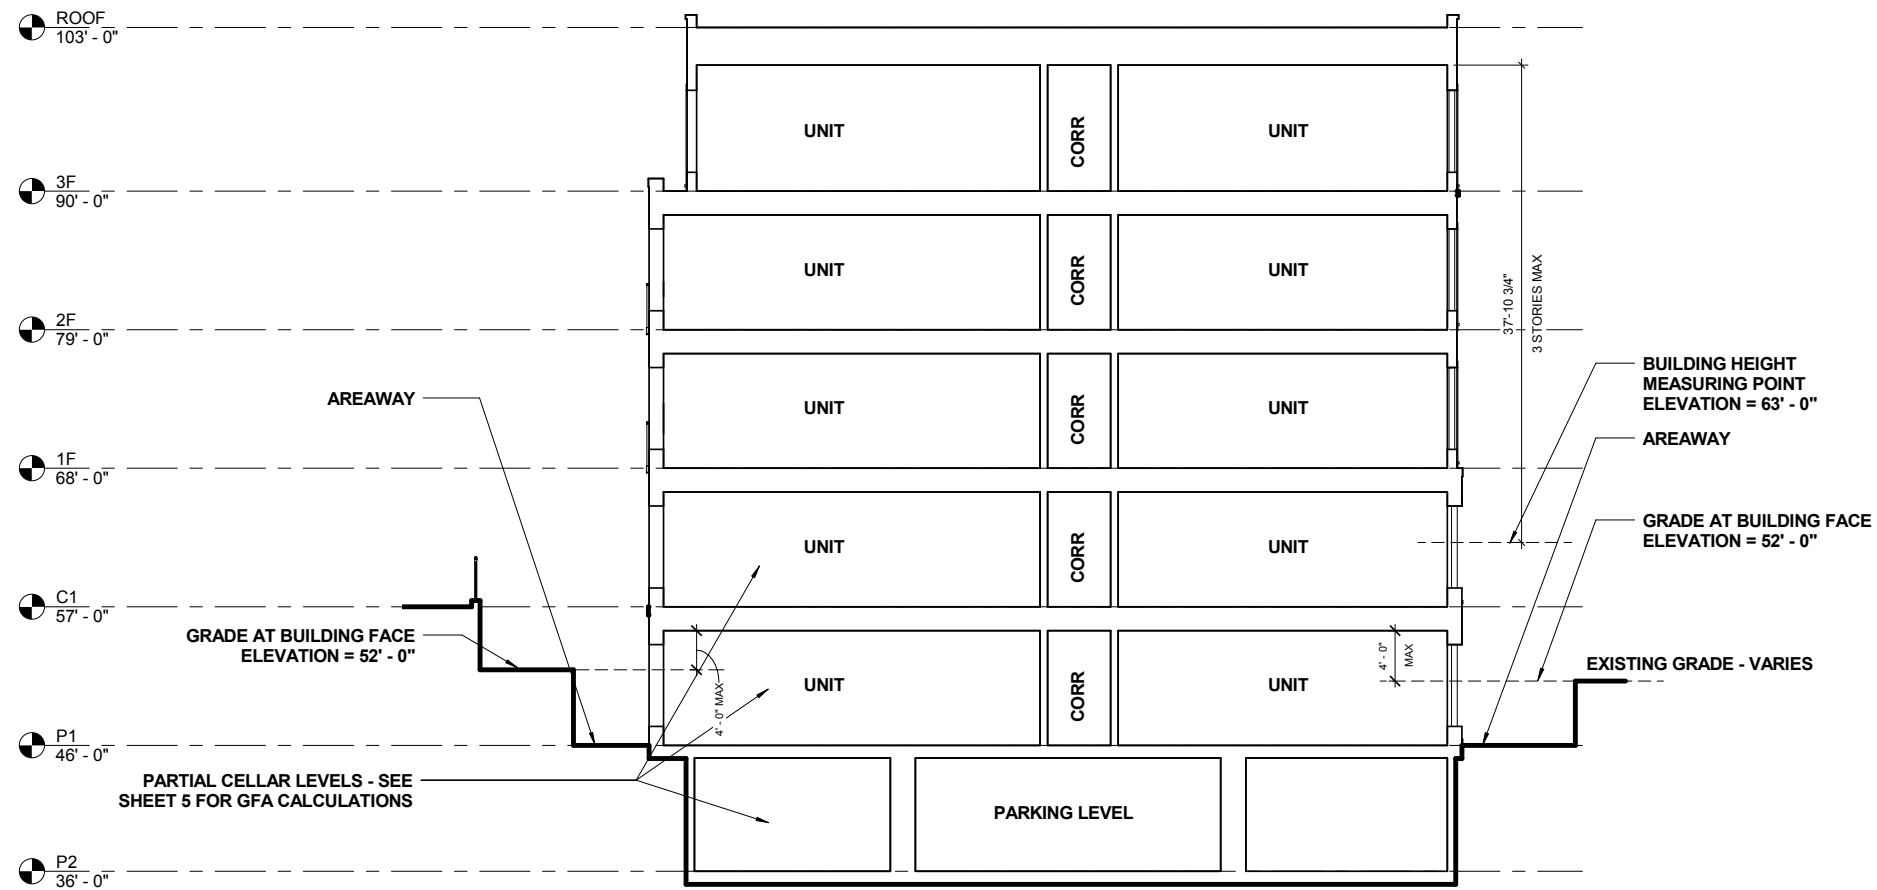 ROOF
103' - 0"
UNIT
CORR
UNIT
3F
90' - 0"
UNIT
CORR
UNIT
37'-10 3/4"
3 STORIES MAX
2F
79' - 0"
BUILDING HEIGHT
MEASURING POINT
ELEVATION = 63' - 0"
AREAWAY
UNIT
CORR
UNIT
AREAWAY
1F
68' - 0"
GRADE AT BUILDING FACE
ELEVATION = 52' - 0"
UNIT
CORR
UNIT
C1
57' - 0"
GRADE AT BUILDING FACE
ELEVATION = 52' - 0"
4' - 0" MAX
UNIT
CORR
UNIT
4' - 0"
MAX
EXISTING GRADE - VARIES
P1
46' - 0"
PARTIAL CELLAR LEVELS - SEE
SHEET 5 FOR GFA CALCULATIONS
PARKING LEVEL
P2
36' - 0"